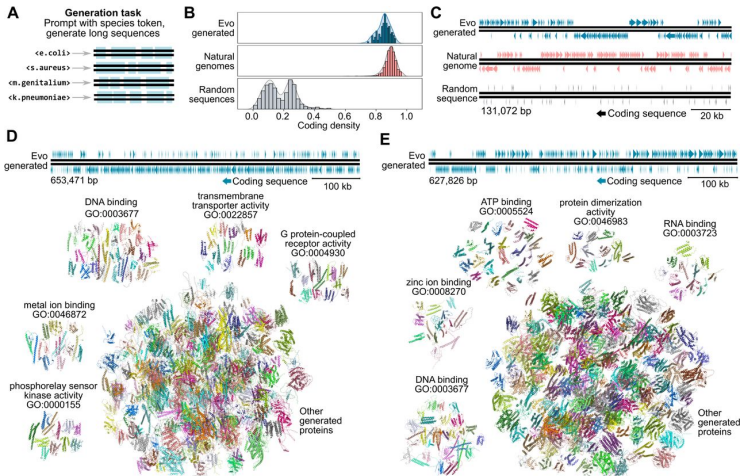 A
Generation task
Prompt with species token,
generate long sequences
<e.coli>
<s.aureus>
<m.genitalium>
<k.pneumoniae>
B
Evo
generated
Natural
genomes
Random
sequences
0.0 0.2 0.4 0.6 0.8 1.0
Coding density
C
Evo
generated
Natural
genome
Random
sequence
131,072 bp
Coding sequence
20 kb
D
Evo
generated
653,471 bp
Coding sequence
100 kb
DNA binding
GO:0003677
transmembrane
transporter activity
GO:0022857
G protein-coupled
receptor activity
GO:0004930
metal ion binding
GO:0046872
phosphorelay sensor
kinase activity
GO:0000155
Other
generated
proteins
E
Evo
generated
627,826 bp
Coding sequence
100 kb
ATP binding
GO:0005524
protein dimerization
activity
GO:0046983
RNA binding
GO:0003723
zinc ion binding
GO:0008270
DNA binding
GO:0003677
Other
generated
proteins